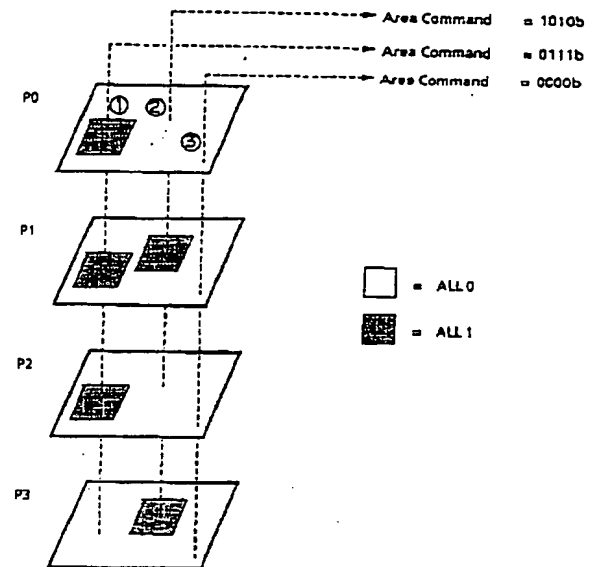 Area Command = 1010b
Area Command = 0111b
Area Command = 0000b
P0
① ②
③
P1
= ALL 0
= ALL 1
P2
P3